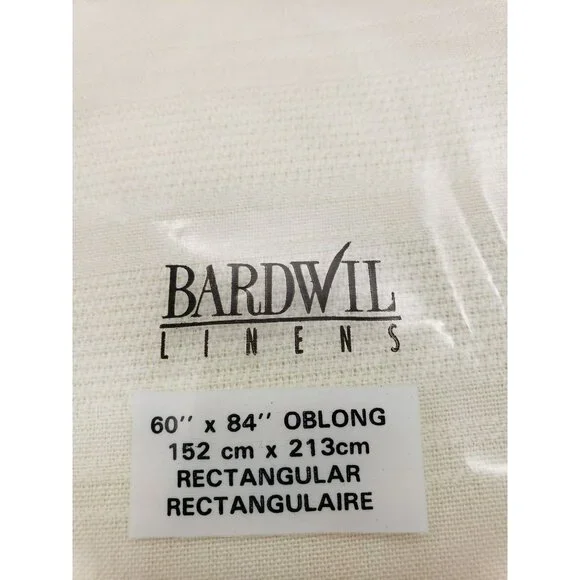 BARDWIL
LINENS
60" x 84" OBLONG
152 cm x 213cm
RECTANGULAR
RECTANGULAIRE